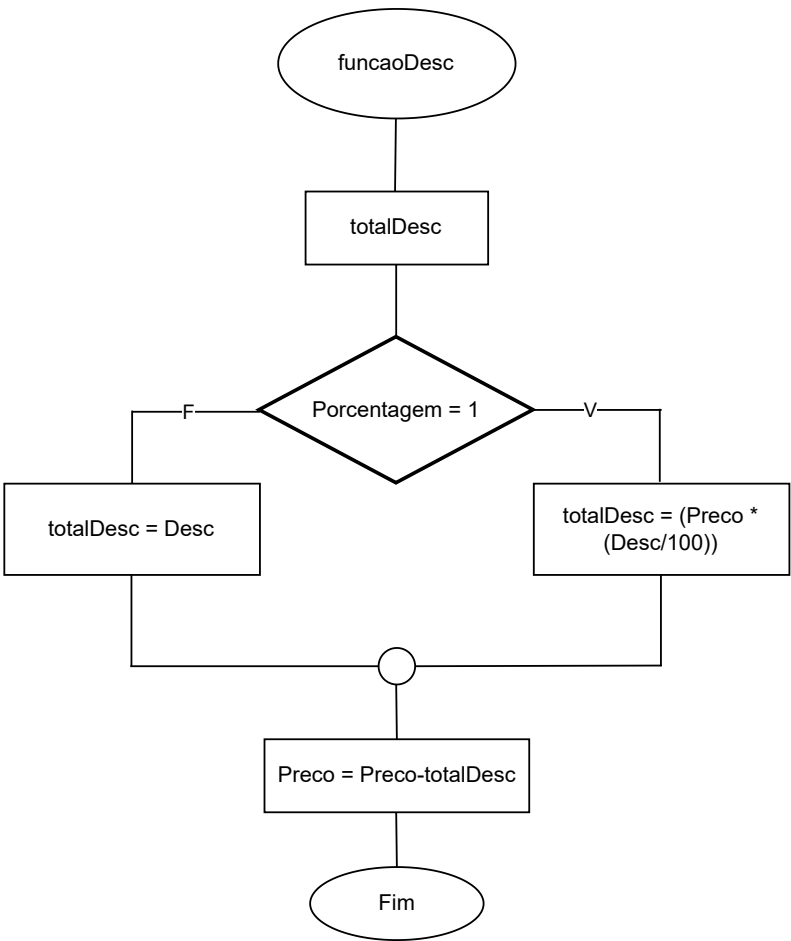 funcaoDesc
totalDesc
Porcentagem = 1
F
V
totalDesc = Desc
totalDesc = (Preco *
(Desc/100))
Preco = Preco-totalDesc
Fim